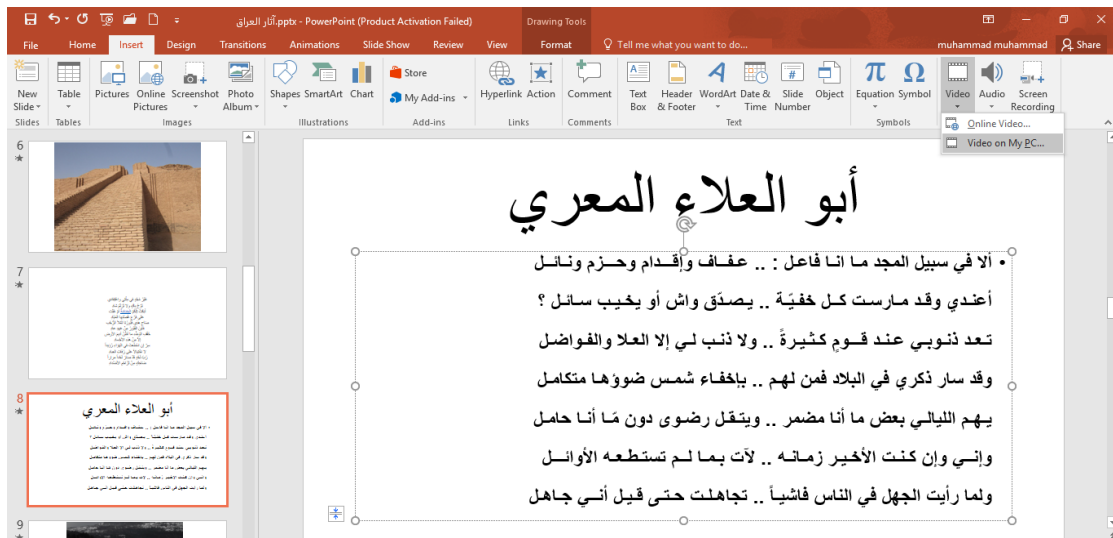 آثار العراق.pptx - PowerPoint (Product Activation Failed)
Drawing Tools
File Home Insert Design Transitions Animations Slide Show Review View Format Tell me what you want to do... muhammad muhammad Share
New Slide
Table
Pictures
Online Pictures
Screenshot
Photo Album
Shapes
SmartArt
Chart
Store
My Add-ins
Hyperlink
Action
Comment
Text Box
Header & Footer
WordArt
Date & Time
Slide Number
Object
Equation
Symbol
Video
Audio
Screen Recording
Slides Tables Images Illustrations Add-ins Links Comments Text Symbols
Online Video...
Video on My PC...
6
7
8
أبو العلاء المعري
9
أبو العلاء المعري
• ألا في سبيل المجد ما انا فاعل : .. عفاف وإقدام وحزم ونائل
أعندي وقد مارست كل خفيّة .. يصدّق واش أو يخيب سائل ؟
تعد ذنوبي عند قومٍ كثيرةً .. ولا ذنب لي إلا العلا والفواضل
وقد سار ذكري في البلاد فمن لهم .. بإخفاء شمس ضوؤها متكامل
يهم الليالي بعض ما أنا مضمر .. ويثقل رضوى دون مَا أنا حامل
وإني وإن كنت الأخير زمانه .. لآت بما لم تستطعه الأوائل
ولما رأيت الجهل في الناس فاشياً .. تجاهلت حتى قيل أني جاهل